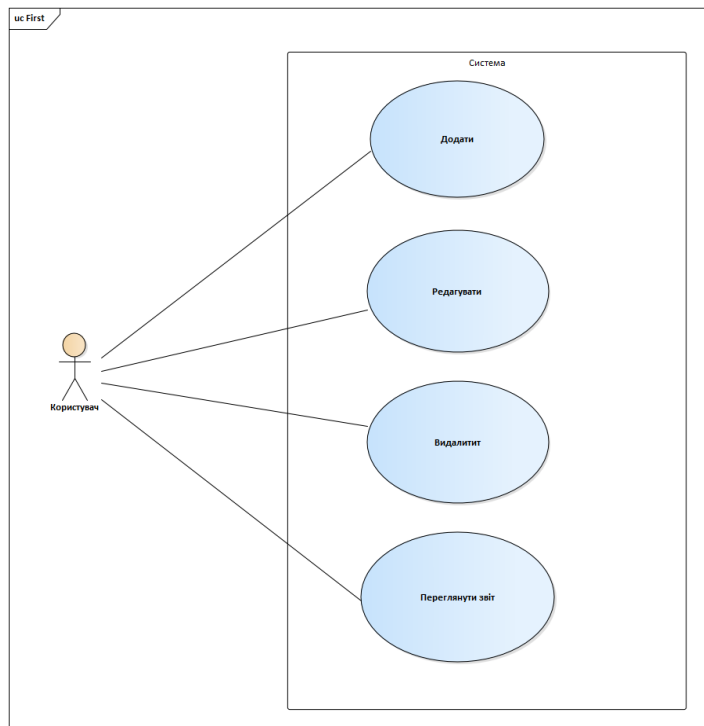 uc First
Система
Додати
Редагувати
Користувач
Видалитит
Переглянути звіт